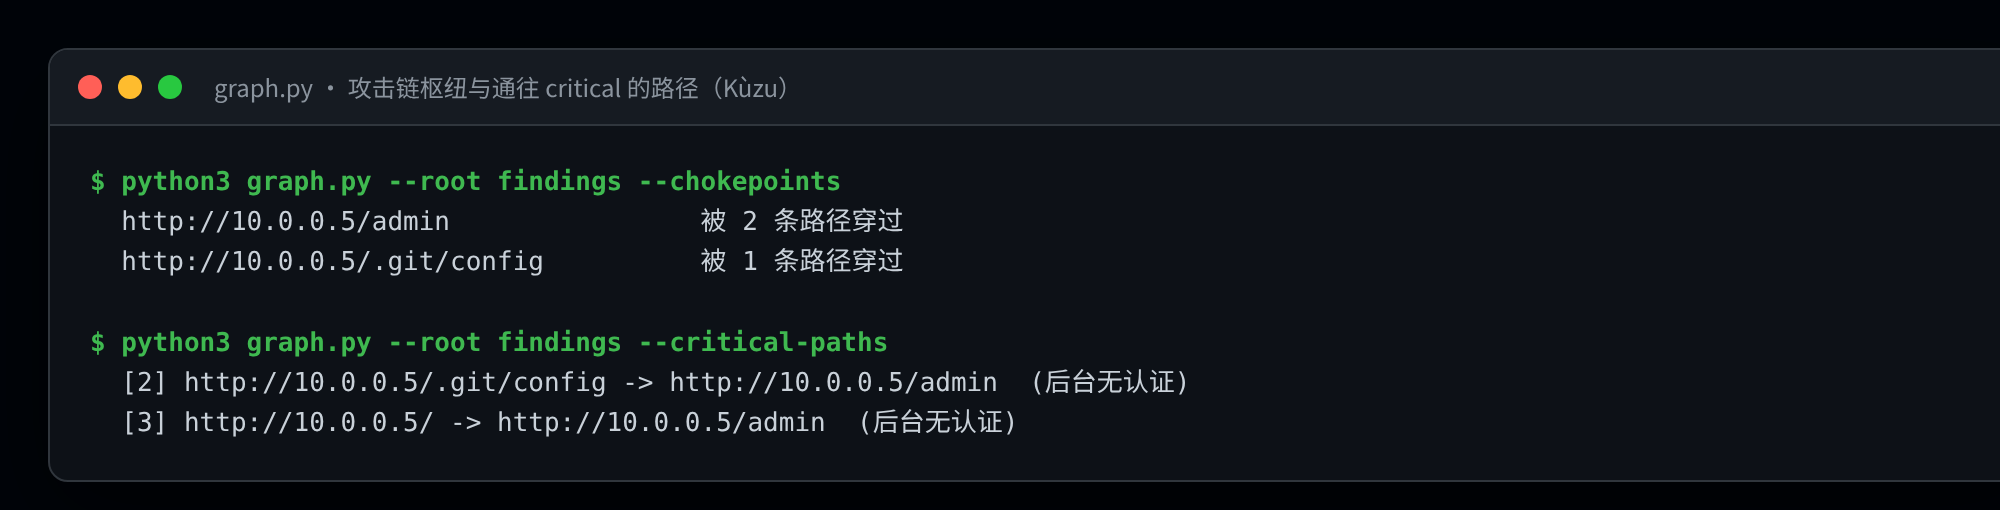 graph.py • 攻击链枢纽与通往 critical 的路径（Kùzu）
$ python3 graph.py --root findings --chokepoints
http://10.0.0.5/admin 被 2 条路径穿过
http://10.0.0.5/.git/config 被 1 条路径穿过
$ python3 graph.py --root findings --critical-paths
[2] http://10.0.0.5/.git/config -> http://10.0.0.5/admin (后台无认证)
[3] http://10.0.0.5/ -> http://10.0.0.5/admin (后台无认证)